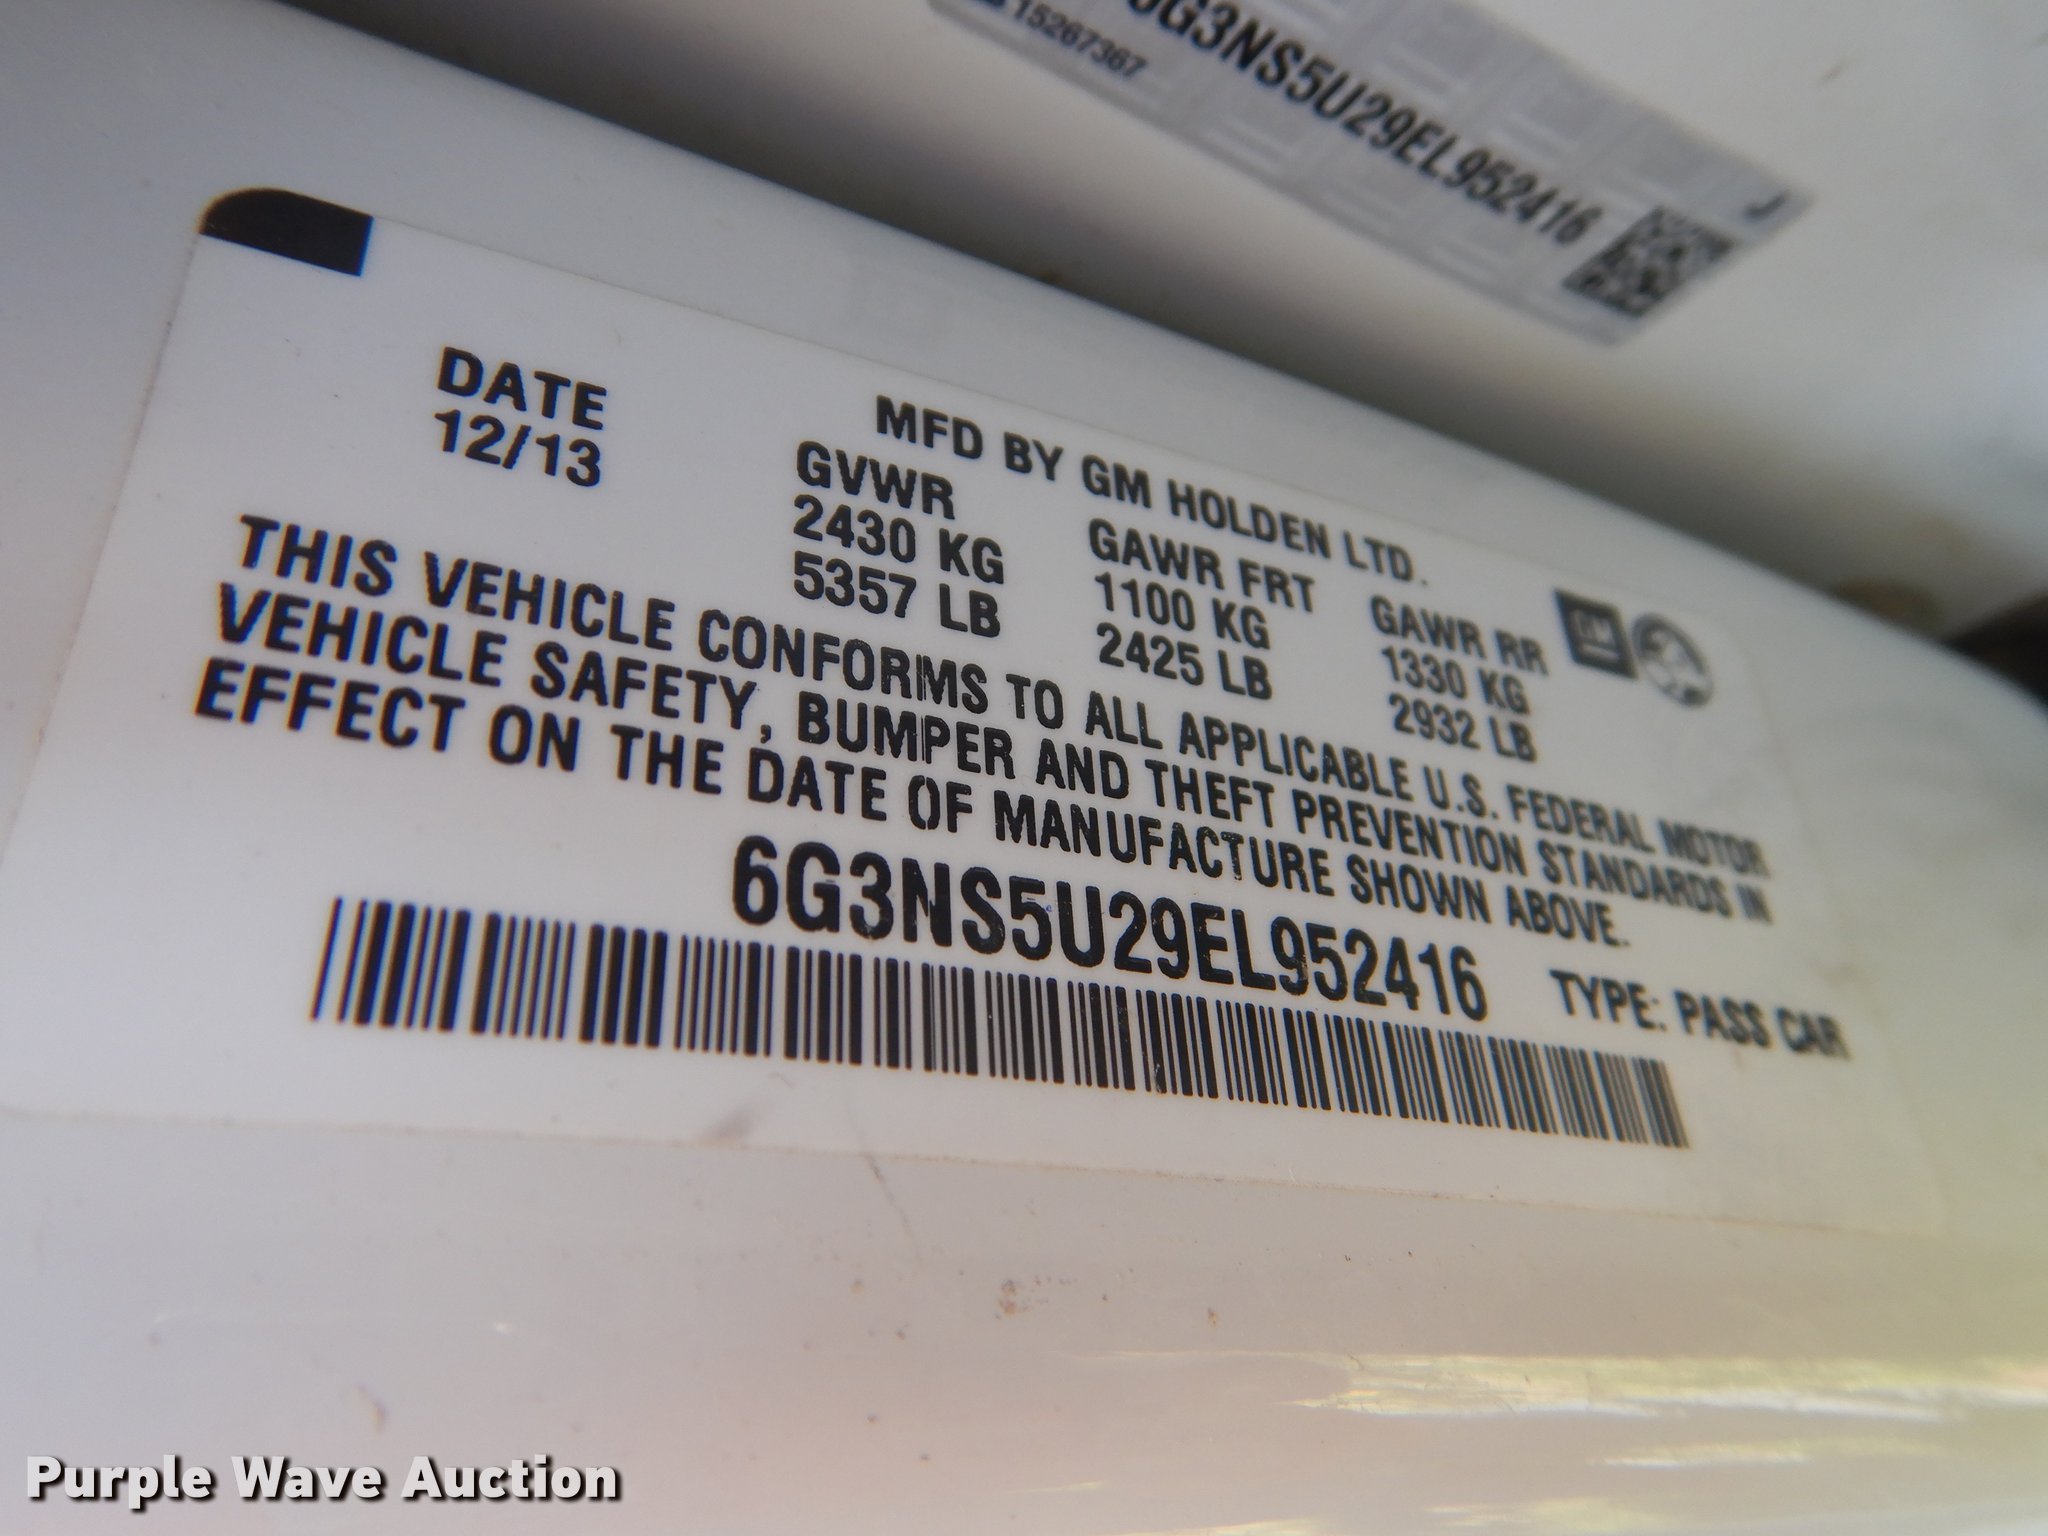 G3NS5U29EL952416
15267367
J
DATE
12/13
MFD BY GM HOLDEN LTD.
GVWR
2430 KG
5357 LB
GAWR FRT
1100 KG
2425 LB
GAWR RR
1330 KG
2932 LB
GM
THIS VEHICLE CONFORMS TO ALL APPLICABLE U.S. FEDERAL MOTOR
VEHICLE SAFETY, BUMPER AND THEFT PREVENTION STANDARDS IN
EFFECT ON THE DATE OF MANUFACTURE SHOWN ABOVE.
6G3NS5U29EL952416
TYPE: PASS CAR
Purple Wave Auction